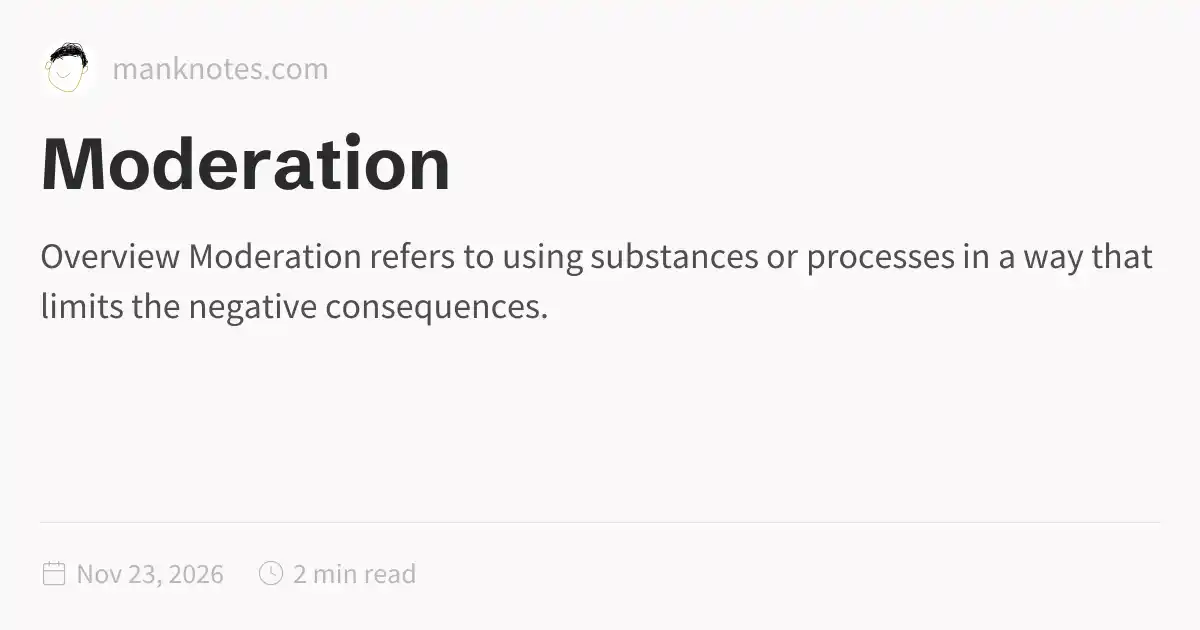 manknotes.com
Moderation
Overview Moderation refers to using substances or processes in a way that
limits the negative consequences.
Nov 23, 2026 2 min read